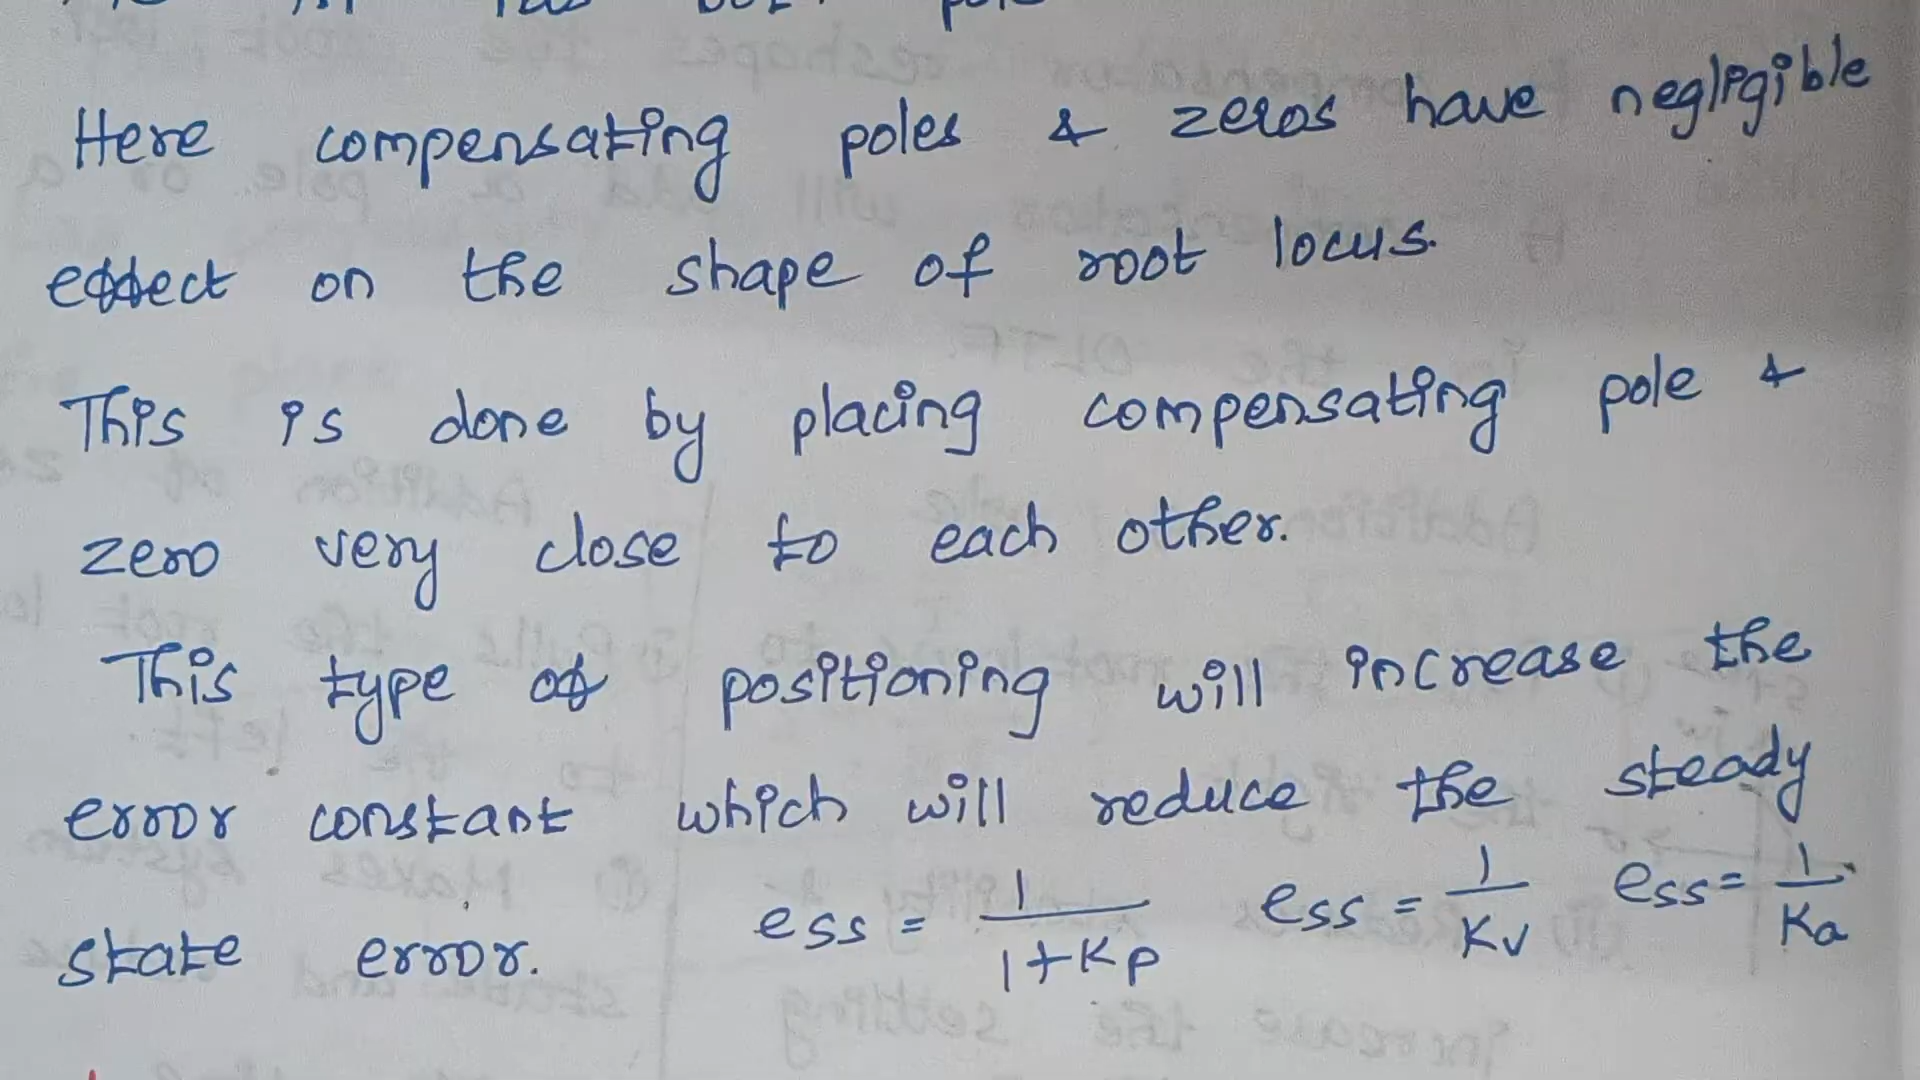 Here compensating poles & zeros have negligible
effect on the shape of root locus.
This is done by placing compensating pole &
zero very close to each other.
This type of positioning will increase the
error constant which will reduce the steady
state error. ess = 1/(1+Kp) ess = 1/Kv ess = 1/Ka